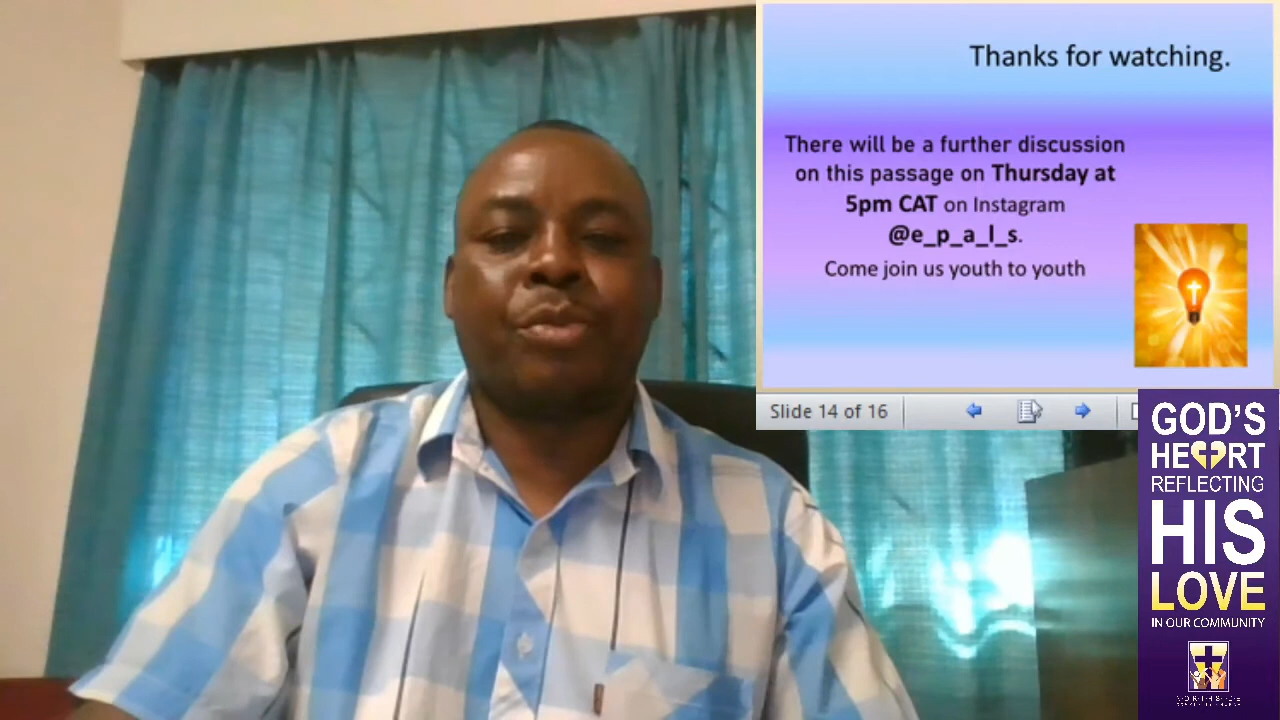 Thanks for watching.
There will be a further discussion
on this passage on Thursday at
5pm CAT on Instagram
@e_p_a_l_s.
Come join us youth to youth
Slide 14 of 16
GOD'S
HEART
REFLECTING
HIS
LOVE
IN OUR COMMUNITY